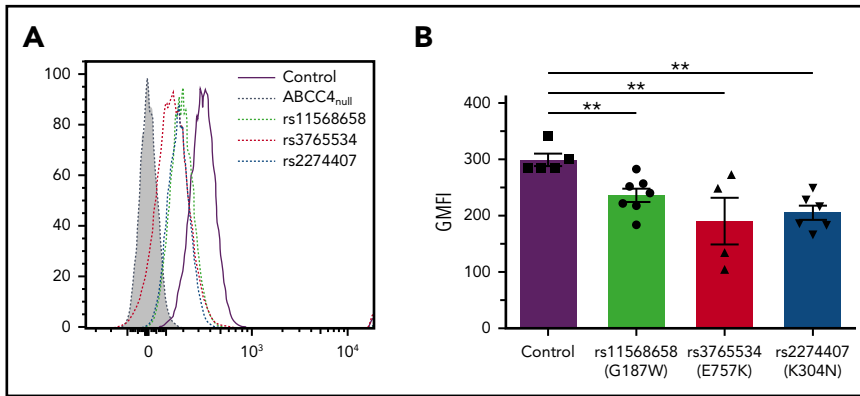 A
100
80
60
40
20
0
0
10³
10⁴
Control
ABCC4null
rs11568658
rs3765534
rs2274407
B
GMFI
400
300
200
100
0
**
**
**
Control
rs11568658
(G187W)
rs3765534
(E757K)
rs2274407
(K304N)